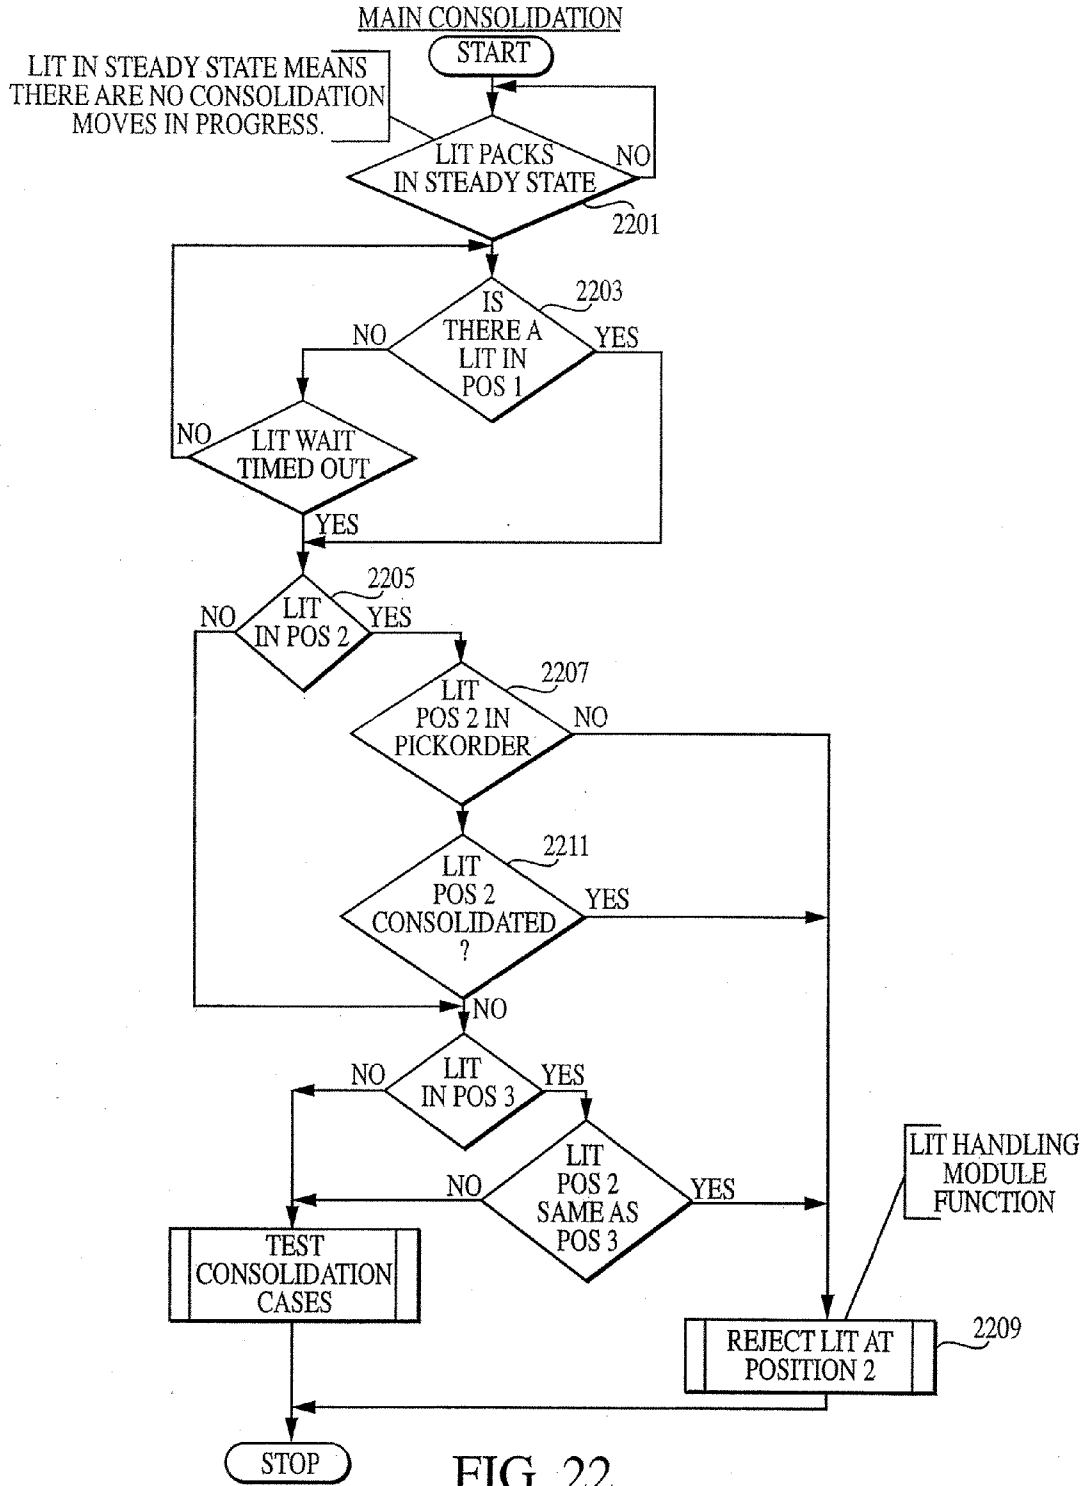 MAIN CONSOLIDATION
START
LIT IN STEADY STATE MEANS
THERE ARE NO CONSOLIDATION
MOVES IN PROGRESS.
LIT PACKS
IN STEADY STATE
NO
2201
IS
THERE A
LIT IN
POS 1
2203
NO
YES
LIT WAIT
TIMED OUT
NO
YES
LIT
IN POS 2
2205
NO
YES
LIT
POS 2 IN
PICKORDER
2207
NO
LIT
POS 2
CONSOLIDATED
?
2211
YES
NO
LIT
IN POS 3
NO
YES
LIT
POS 2
SAME AS
POS 3
NO
YES
LIT HANDLING
MODULE
FUNCTION
TEST
CONSOLIDATION
CASES
REJECT LIT AT
POSITION 2
2209
STOP
FIG. 22